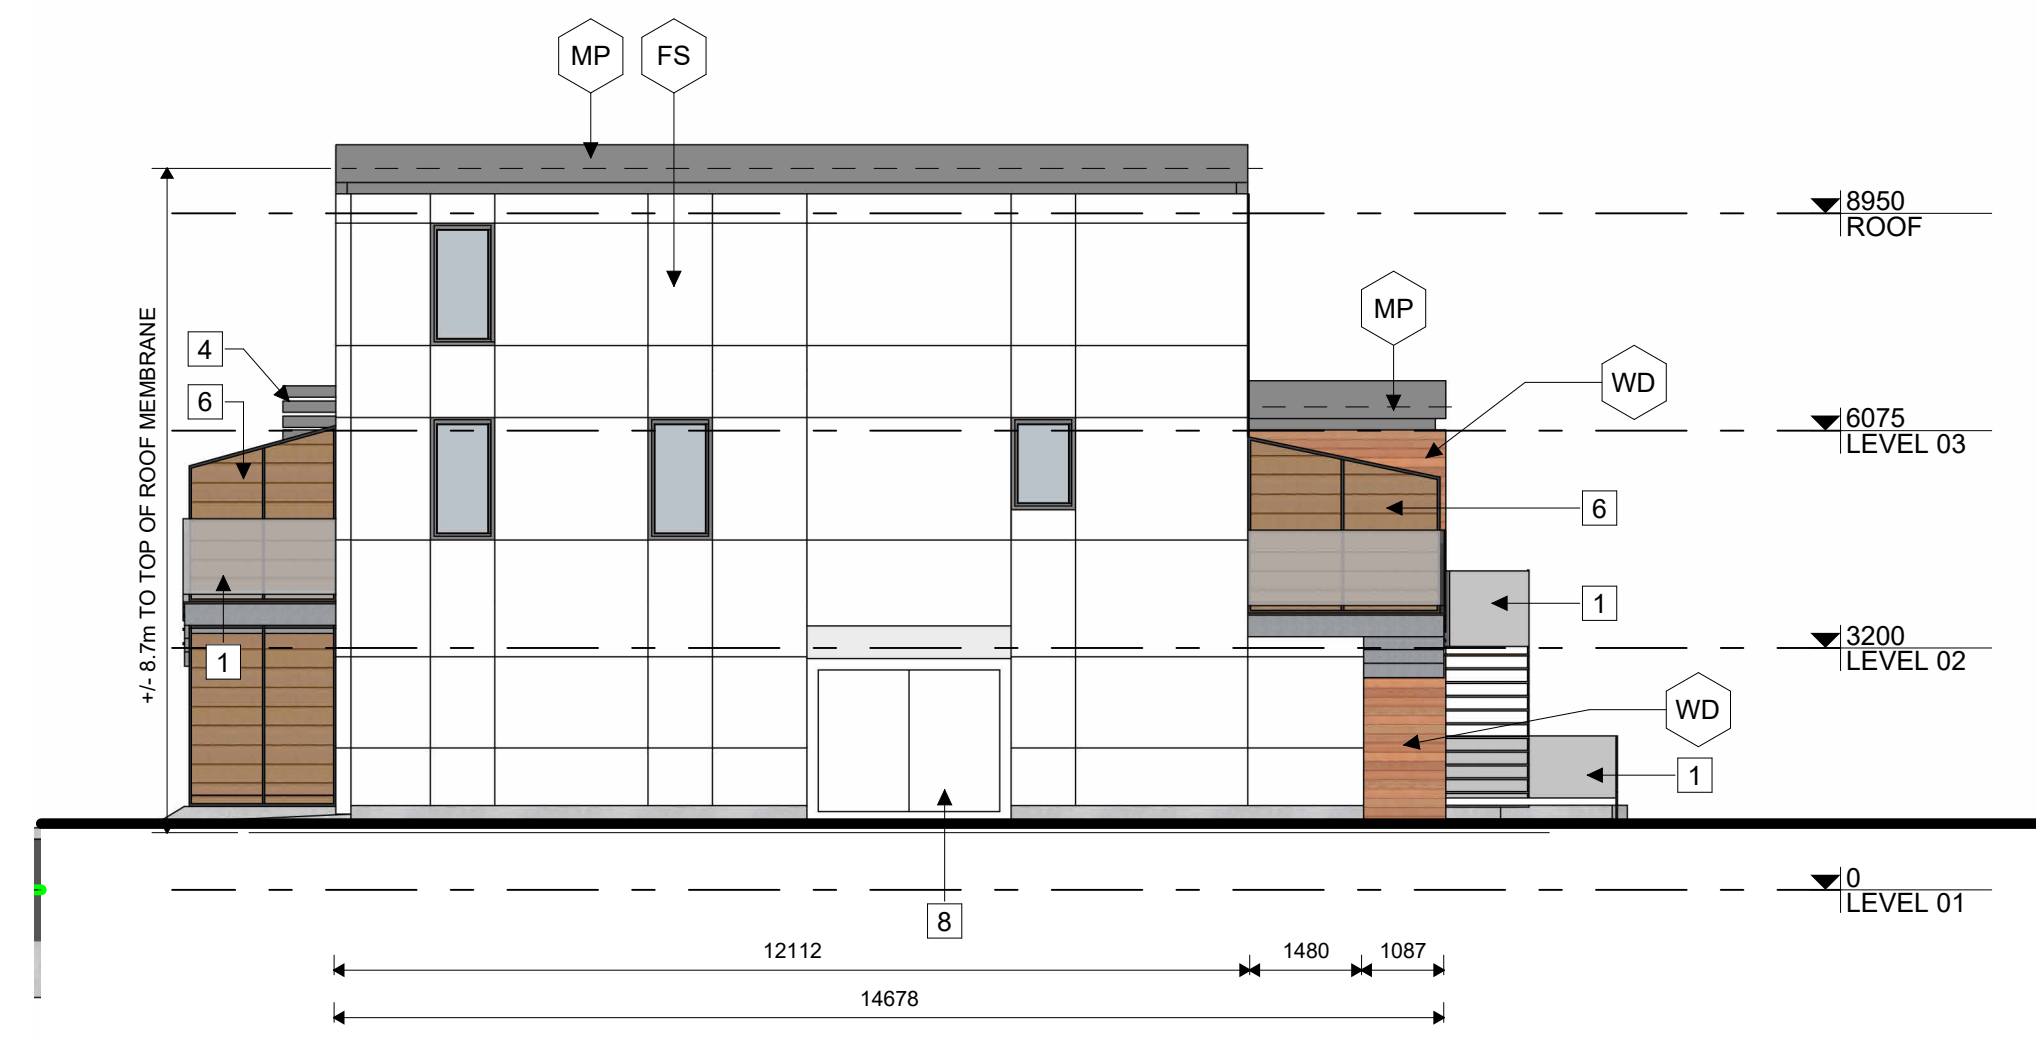 MP
FS
8950
ROOF
MP
4
WD
6
6075
LEVEL 03
+/- 8.7m TO TOP OF ROOF MEMBRANE
6
1
3200
LEVEL 02
1
WD
1
0
LEVEL 01
8
12112
1480
1087
14678